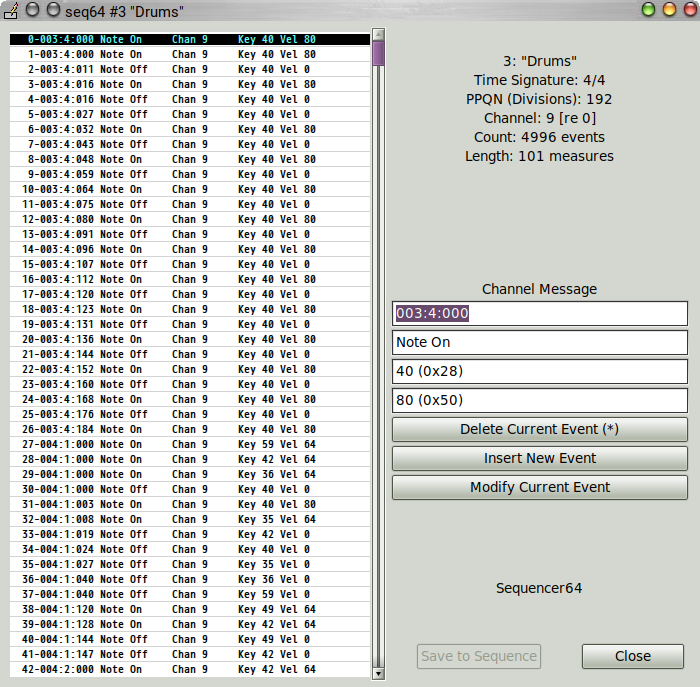 seq64 #3 "Drums"
0-003:4:000 Note On Chan 9 Key 40 Vel 80
1-003:4:000 Note On Chan 9 Key 40 Vel 80
2-003:4:011 Note Off Chan 9 Key 40 Vel 0
3-003:4:016 Note On Chan 9 Key 40 Vel 80
4-003:4:016 Note Off Chan 9 Key 40 Vel 0
5-003:4:027 Note Off Chan 9 Key 40 Vel 0
6-003:4:032 Note On Chan 9 Key 40 Vel 80
7-003:4:043 Note Off Chan 9 Key 40 Vel 0
8-003:4:048 Note On Chan 9 Key 40 Vel 80
9-003:4:059 Note Off Chan 9 Key 40 Vel 0
10-003:4:064 Note On Chan 9 Key 40 Vel 80
11-003:4:075 Note Off Chan 9 Key 40 Vel 0
12-003:4:080 Note On Chan 9 Key 40 Vel 80
13-003:4:091 Note Off Chan 9 Key 40 Vel 0
14-003:4:096 Note On Chan 9 Key 40 Vel 80
15-003:4:107 Note Off Chan 9 Key 40 Vel 0
16-003:4:112 Note On Chan 9 Key 40 Vel 80
17-003:4:120 Note Off Chan 9 Key 40 Vel 0
18-003:4:123 Note On Chan 9 Key 40 Vel 80
19-003:4:131 Note Off Chan 9 Key 40 Vel 0
20-003:4:136 Note On Chan 9 Key 40 Vel 80
21-003:4:144 Note Off Chan 9 Key 40 Vel 0
22-003:4:152 Note On Chan 9 Key 40 Vel 80
23-003:4:160 Note Off Chan 9 Key 40 Vel 0
24-003:4:168 Note On Chan 9 Key 40 Vel 80
25-003:4:176 Note Off Chan 9 Key 40 Vel 0
26-003:4:184 Note On Chan 9 Key 40 Vel 80
27-004:1:000 Note On Chan 9 Key 59 Vel 64
28-004:1:000 Note On Chan 9 Key 42 Vel 64
29-004:1:000 Note On Chan 9 Key 36 Vel 64
30-004:1:000 Note Off Chan 9 Key 40 Vel 0
31-004:1:003 Note On Chan 9 Key 40 Vel 80
32-004:1:008 Note On Chan 9 Key 35 Vel 64
33-004:1:019 Note Off Chan 9 Key 42 Vel 0
34-004:1:024 Note Off Chan 9 Key 40 Vel 0
35-004:1:027 Note Off Chan 9 Key 35 Vel 0
36-004:1:040 Note Off Chan 9 Key 36 Vel 0
37-004:1:040 Note Off Chan 9 Key 59 Vel 0
38-004:1:120 Note On Chan 9 Key 49 Vel 64
39-004:1:128 Note On Chan 9 Key 42 Vel 64
40-004:1:144 Note Off Chan 9 Key 49 Vel 0
41-004:1:147 Note Off Chan 9 Key 42 Vel 0
42-004:2:000 Note On Chan 9 Key 42 Vel 64
3: "Drums"
Time Signature: 4/4
PPQN (Divisions): 192
Channel: 9 [re 0]
Count: 4996 events
Length: 101 measures
Channel Message
003:4:000
Note On
40 (0x28)
80 (0x50)
Delete Current Event (*)
Insert New Event
Modify Current Event
Sequencer64
Save to Sequence
Close